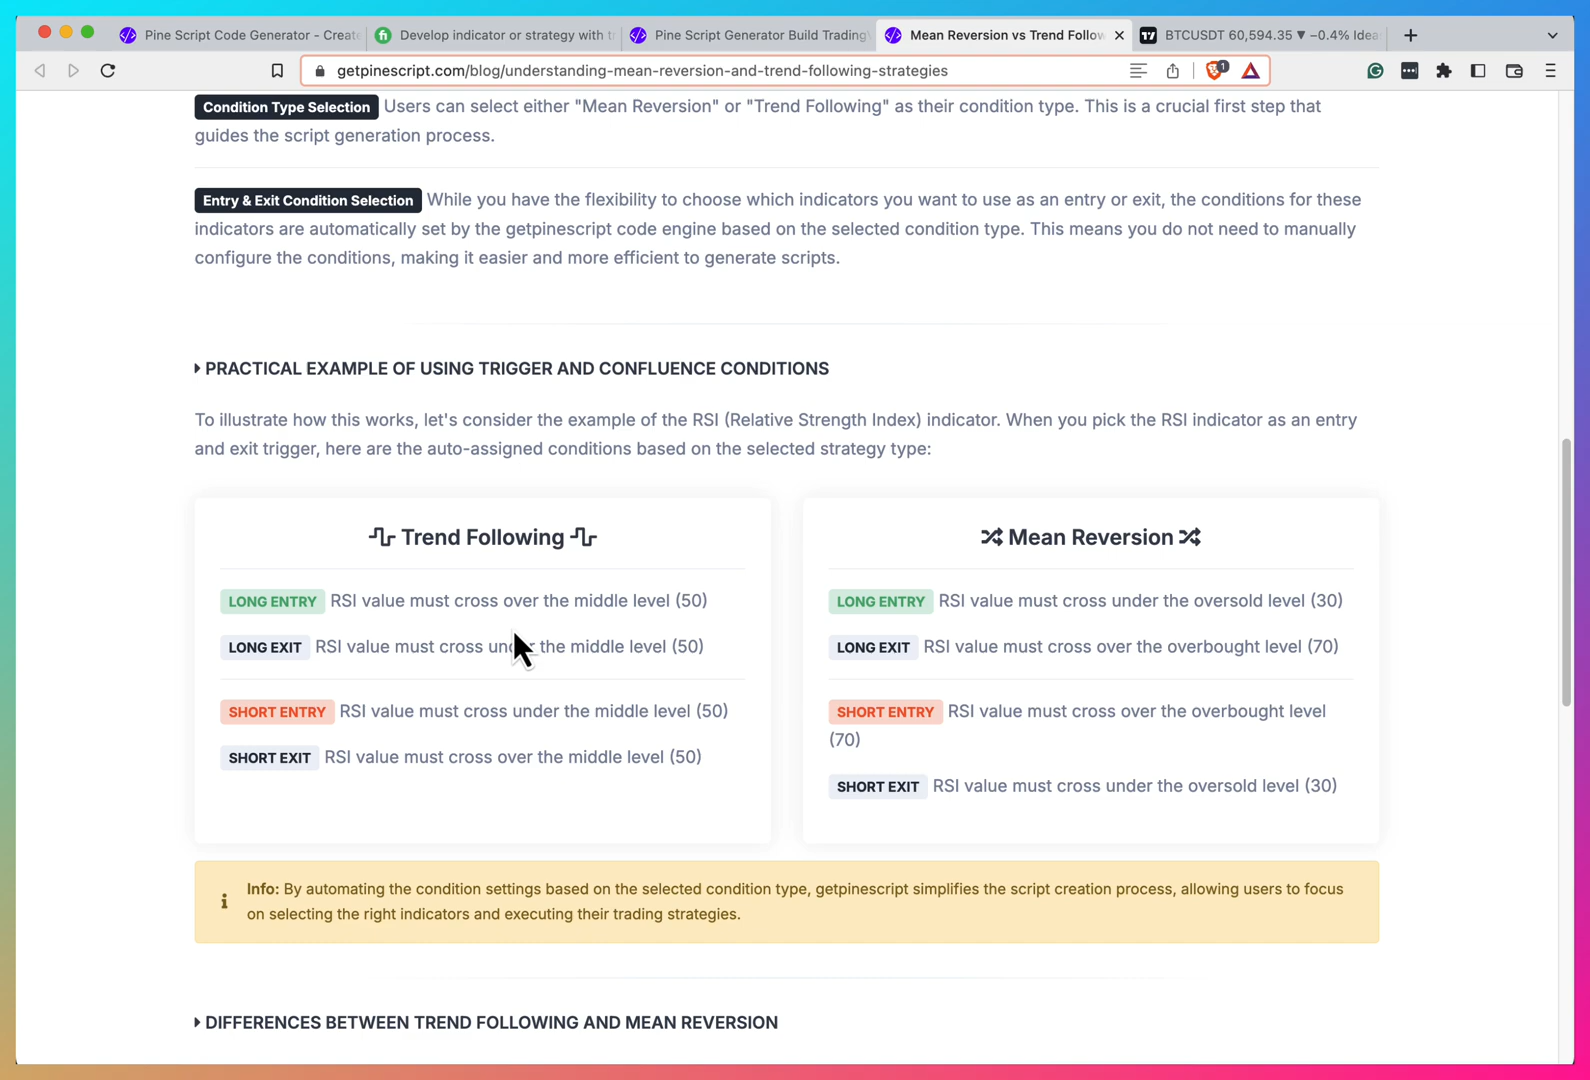 Pine Script Code Generator - Create
Develop indicator or strategy with t
Pine Script Generator Build Trading
Mean Reversion vs Trend Follow
BTCUSDT 60,594.35 ▼ −0.4% Idea
getpinescript.com/blog/understanding-mean-reversion-and-trend-following-strategies
1
Condition Type Selection Users can select either "Mean Reversion" or "Trend Following" as their condition type. This is a crucial first step that
guides the script generation process.
Entry & Exit Condition Selection While you have the flexibility to choose which indicators you want to use as an entry or exit, the conditions for these
indicators are automatically set by the getpinescript code engine based on the selected condition type. This means you do not need to manually
configure the conditions, making it easier and more efficient to generate scripts.
PRACTICAL EXAMPLE OF USING TRIGGER AND CONFLUENCE CONDITIONS
To illustrate how this works, let's consider the example of the RSI (Relative Strength Index) indicator. When you pick the RSI indicator as an entry
and exit trigger, here are the auto-assigned conditions based on the selected strategy type:
Trend Following
LONG ENTRY RSI value must cross over the middle level (50)
LONG EXIT RSI value must cross under the middle level (50)
SHORT ENTRY RSI value must cross under the middle level (50)
SHORT EXIT RSI value must cross over the middle level (50)
Mean Reversion
LONG ENTRY RSI value must cross under the oversold level (30)
LONG EXIT RSI value must cross over the overbought level (70)
SHORT ENTRY RSI value must cross over the overbought level
(70)
SHORT EXIT RSI value must cross under the oversold level (30)
Info: By automating the condition settings based on the selected condition type, getpinescript simplifies the script creation process, allowing users to focus
on selecting the right indicators and executing their trading strategies.
DIFFERENCES BETWEEN TREND FOLLOWING AND MEAN REVERSION